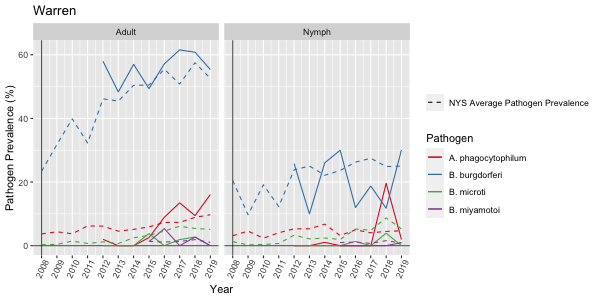 Warren
Adult
Nymph
Pathogen Prevalence (%)
60
40
20
0
2008 2009 2010 2011 2012 2013 2014 2015 2016 2017 2018 2019
2008 2009 2010 2011 2012 2013 2014 2015 2016 2017 2018 2019
Year
NYS Average Pathogen Prevalence
Pathogen
A. phagocytophilum
B. burgdorferi
B. microti
B. miyamotoi